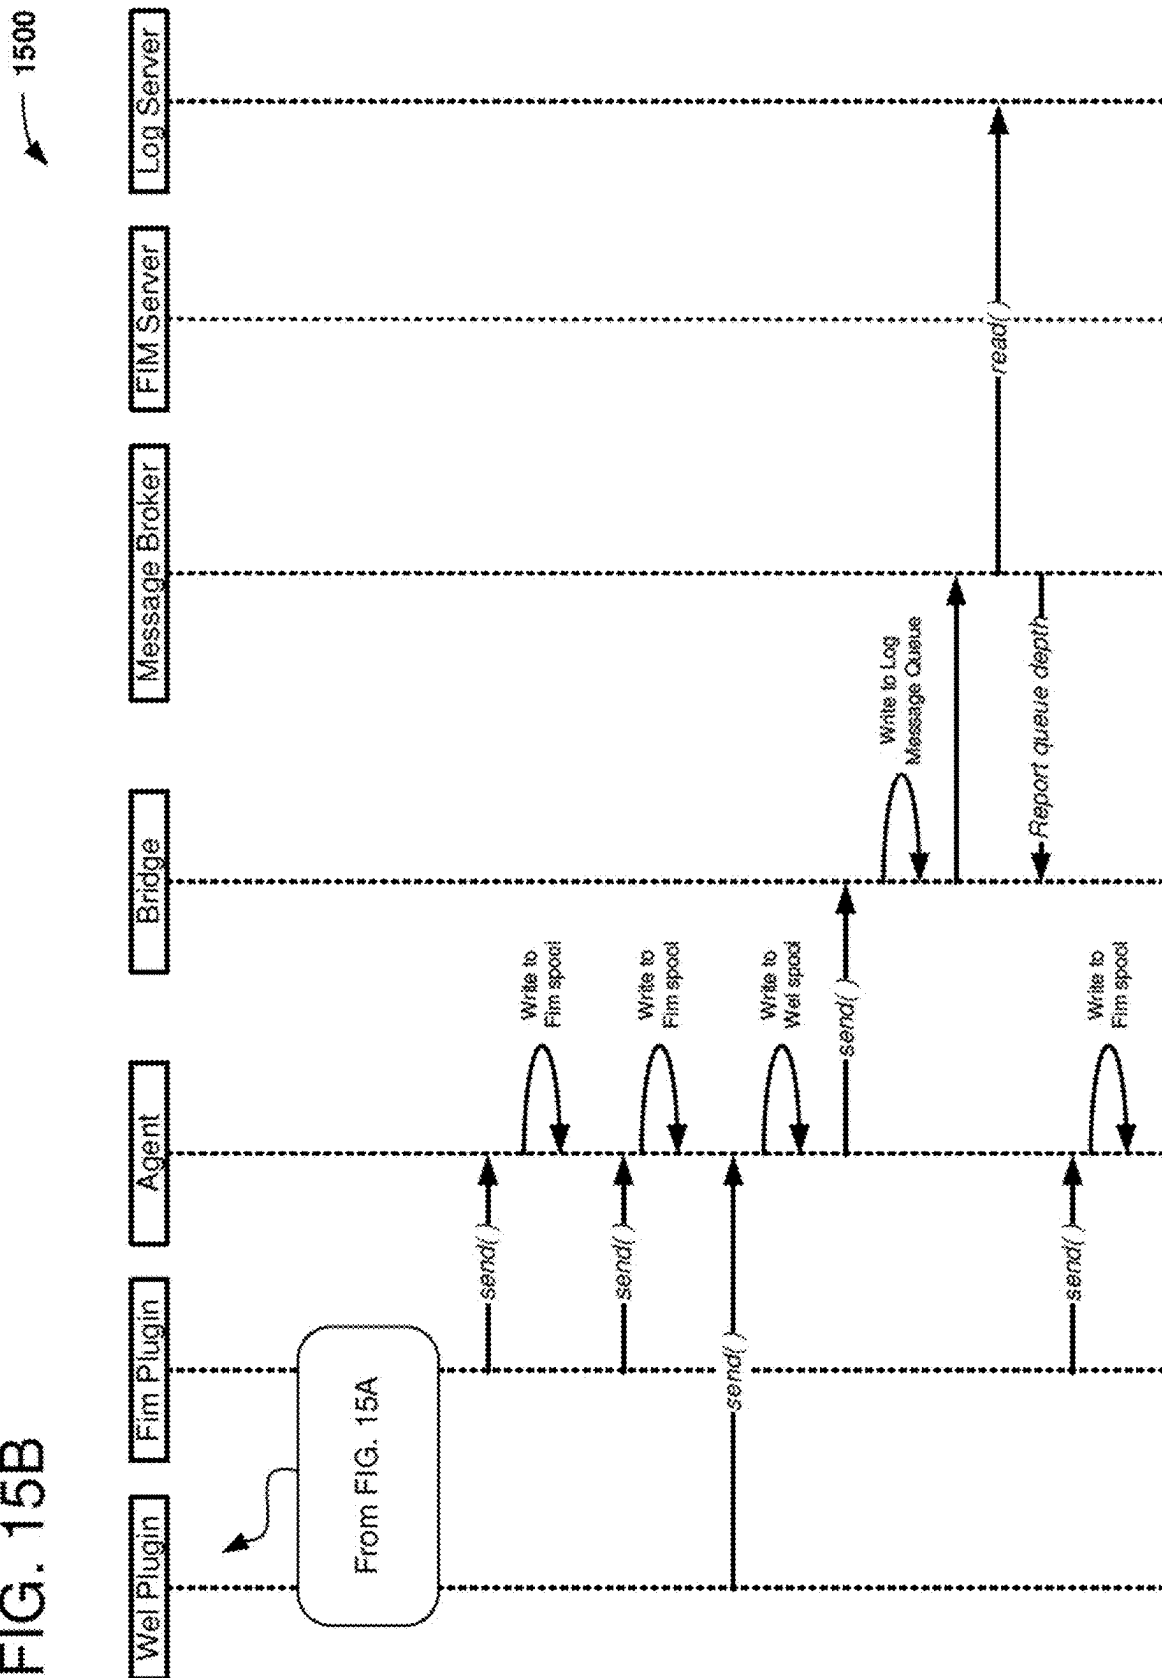 FIG. 15B
1500
Wel Plugin
Fim Plugin
Agent
Bridge
Message Broker
FIM Server
Log Server
From FIG. 15A
send( )
Write to
Fim spool
send( )
Write to
Fim spool
send( )
Write to
Wel spool
send( )
Write to Log
Message Queue
read( )
Report queue depth
send( )
Write to
Fim spool